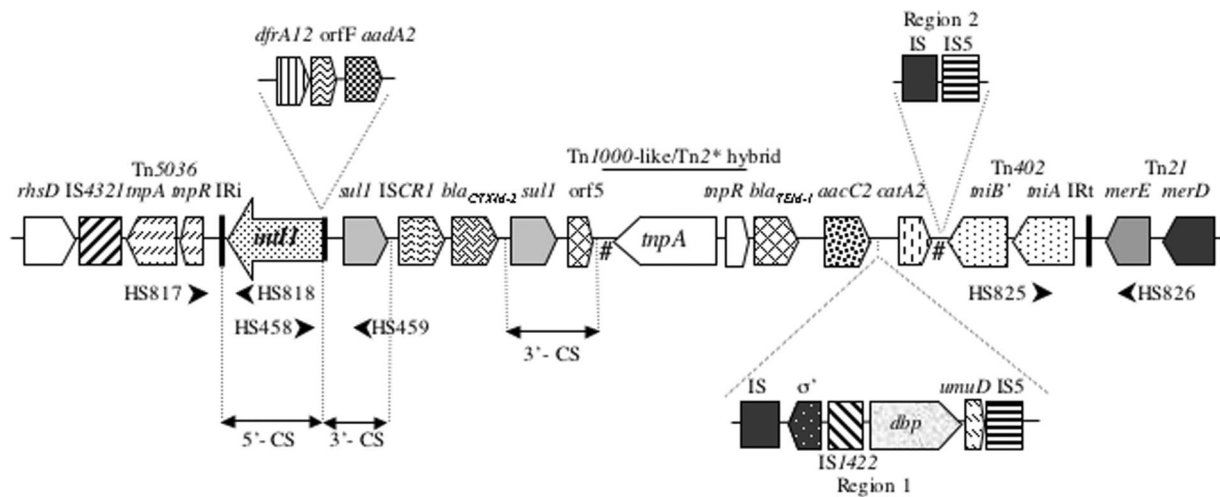 dfrA12 orfF aadA2
Region 2
IS IS5
Tn1000-like/Tn2* hybrid
Tn5036
Tn402
Tn21
rhsD IS4321 tnpA tnpR IRi
sul1 ISCR1 blaCTX-M-2 sul1 orf5
tnpR blaTEM-1 aacC2 catA2
tniB' tniA IRt merE merD
intI1
tnpA
# #
HS817 HS818
HS825 HS826
HS458 HS459
3'- CS
IS σ' umuD IS5
dbp
5'- CS 3'- CS
IS1422
Region 1